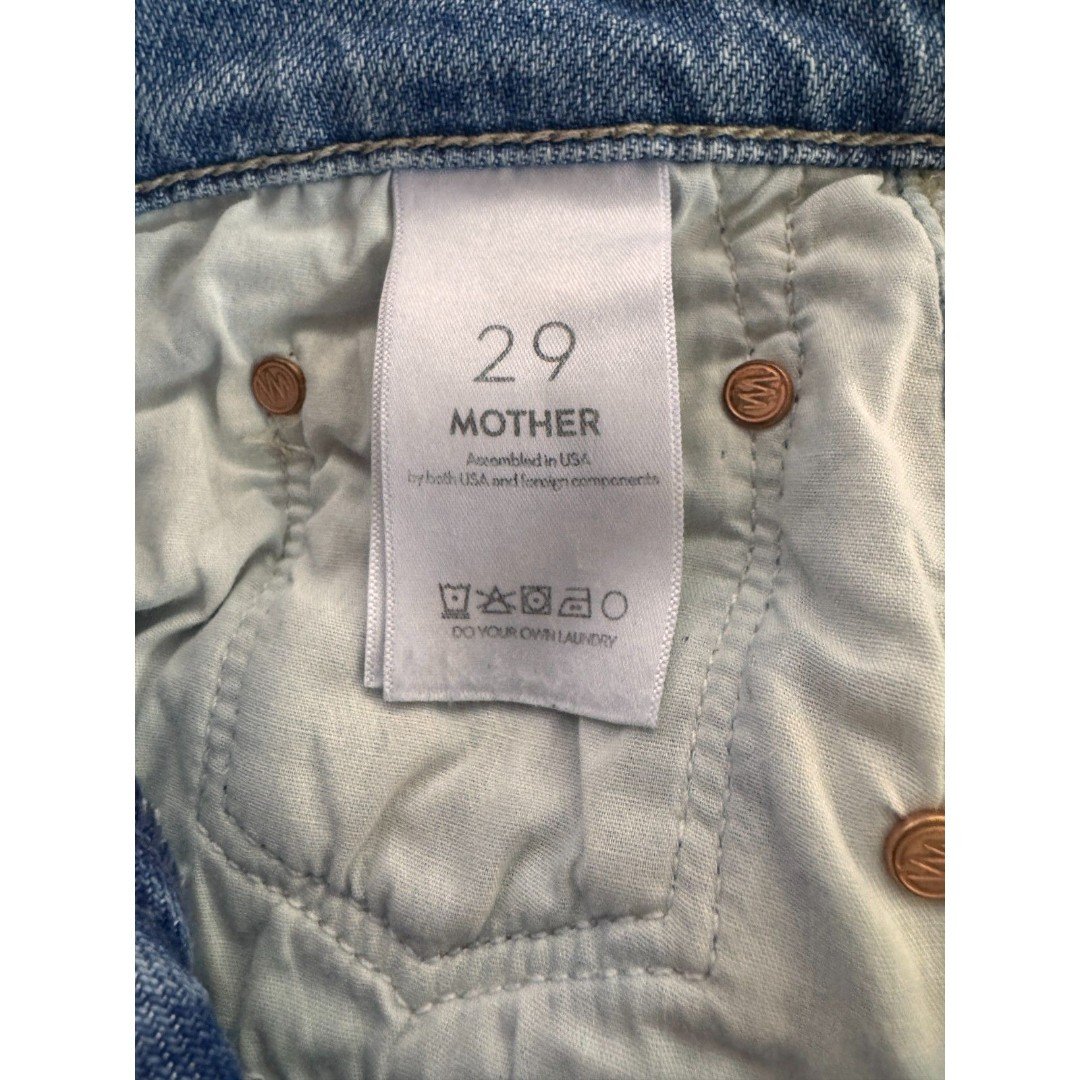 29
MOTHER
Assembled in USA
by both USA and foreign components
DO YOUR OWN LAUNDRY